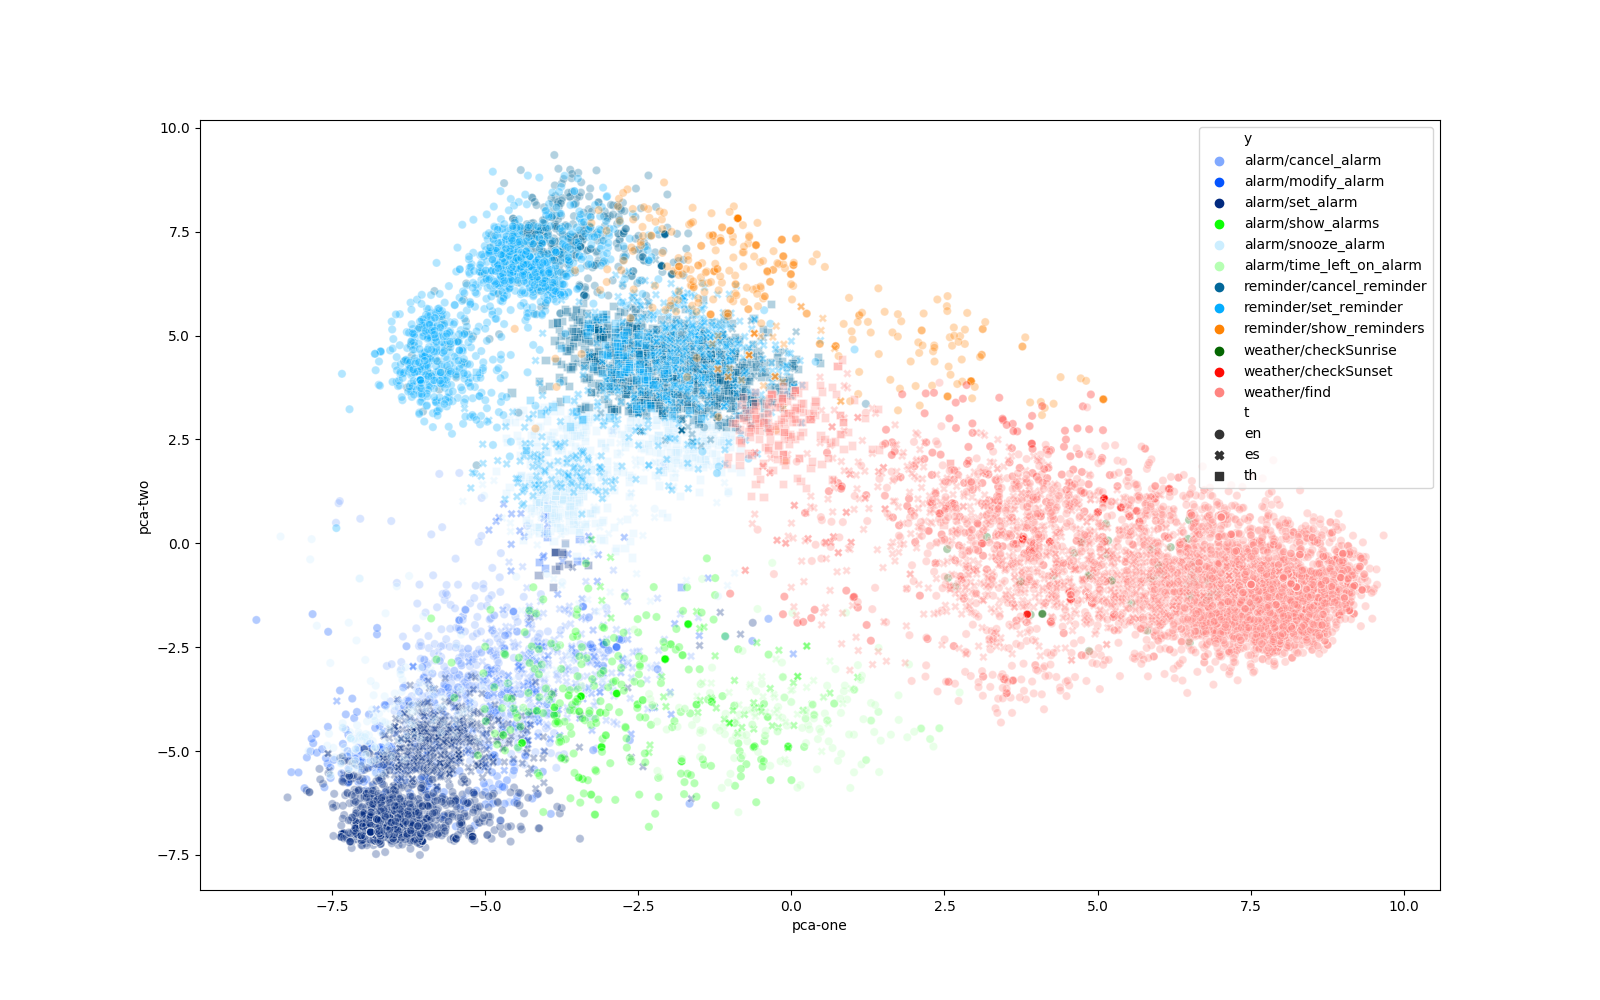 10.0
7.5
5.0
2.5
0.0
−2.5
−5.0
−7.5
pca-two
−7.5 −5.0 −2.5 0.0 2.5 5.0 7.5 10.0
pca-one
y
alarm/cancel_alarm
alarm/modify_alarm
alarm/set_alarm
alarm/show_alarms
alarm/snooze_alarm
alarm/time_left_on_alarm
reminder/cancel_reminder
reminder/set_reminder
reminder/show_reminders
weather/checkSunrise
weather/checkSunset
weather/find
t
en
es
th